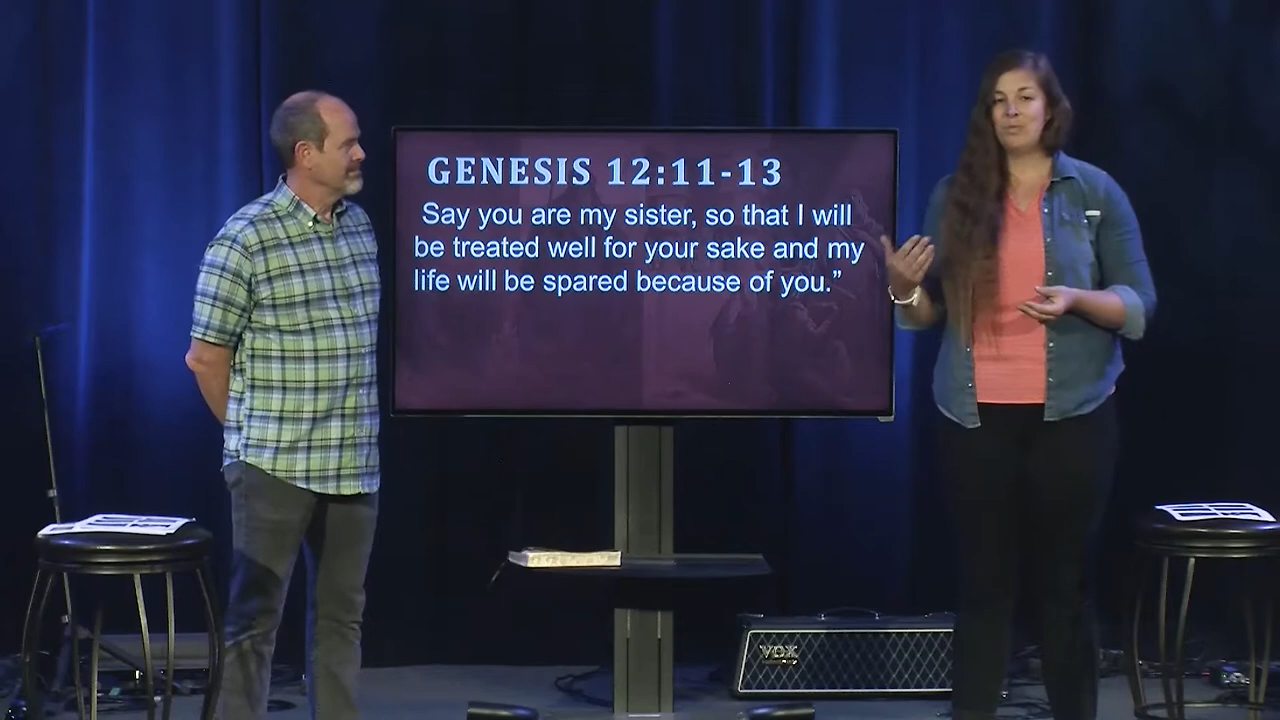 GENESIS 12:11-13
Say you are my sister, so that I will
be treated well for your sake and my
life will be spared because of you.”
VOX